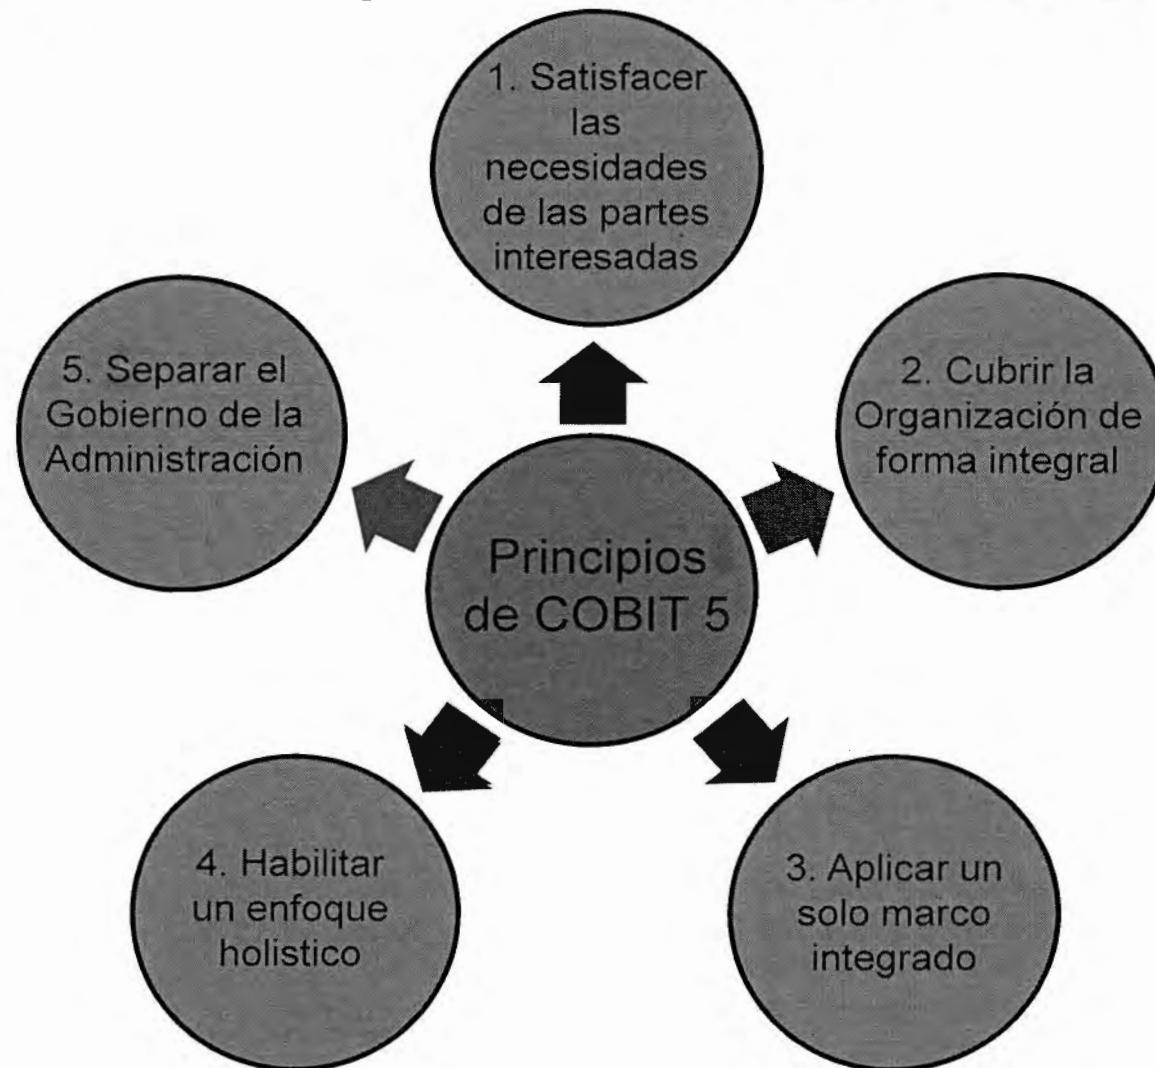 1. Satisfacer
las
necesidades
de las partes
interesadas
2. Cubrir la
Organización de
forma integral
3. Aplicar un
solo marco
integrado
4. Habilitar
un enfoque
holistico
5. Separar el
Gobierno de la
Administración
Principios
de COBIT 5